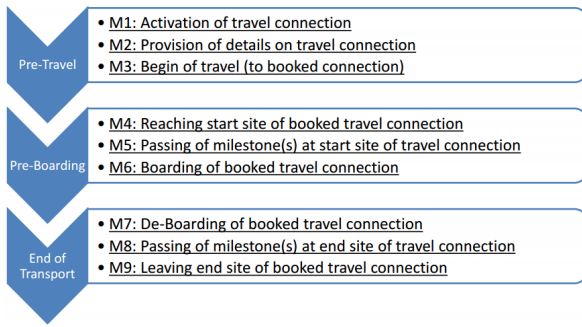 Pre-Travel
• M1: Activation of travel connection
• M2: Provision of details on travel connection
• M3: Begin of travel (to booked connection)
Pre-Boarding
• M4: Reaching start site of booked travel connection
• M5: Passing of milestone(s) at start site of travel connection
• M6: Boarding of booked travel connection
End of
Transport
• M7: De-Boarding of booked travel connection
• M8: Passing of milestone(s) at end site of travel connection
• M9: Leaving end site of booked travel connection